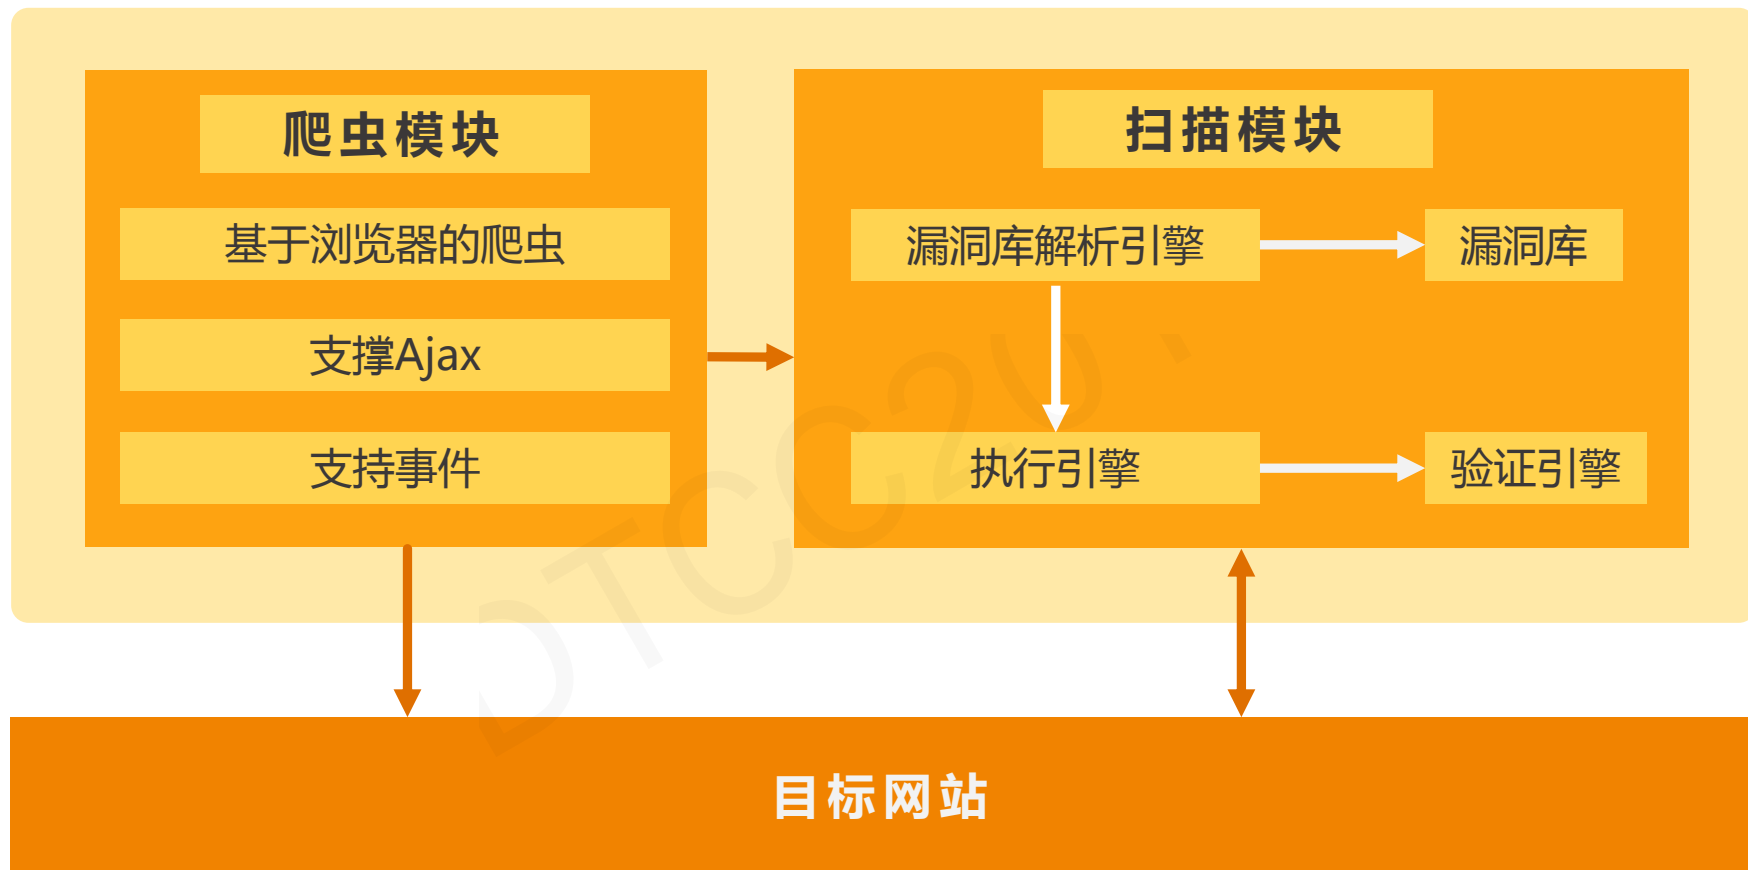 爬虫模块
基于浏览器的爬虫
支撑Ajax
支持事件
扫描模块
漏洞库解析引擎
漏洞库
执行引擎
验证引擎
目标网站